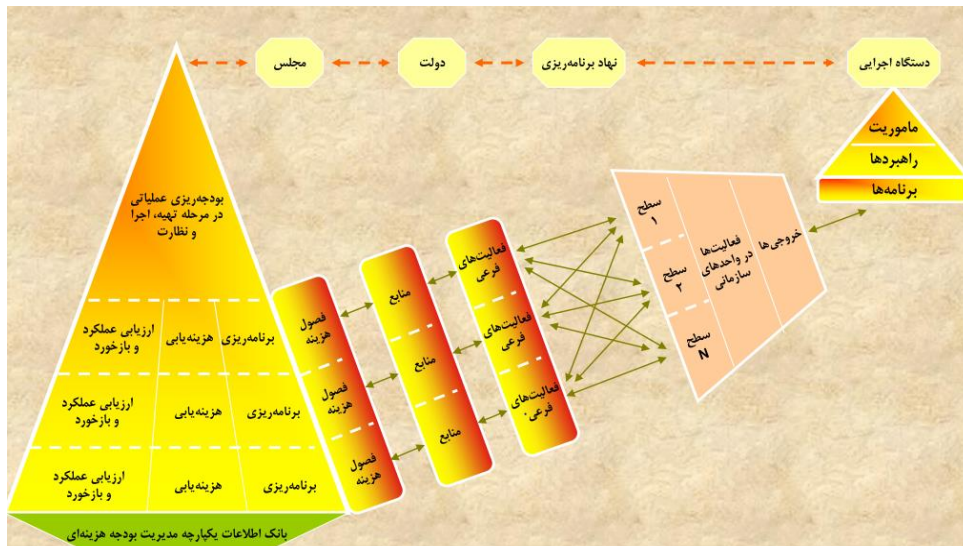 دستگاه اجرایی
نهاد برنامه‌ریزی
دولت
مجلس
ماموریت
راهبردها
برنامه‌ها
خروجی‌ها
فعالیت‌ها
در واحدهای
سازمانی
سطح
۱
سطح
۲
سطح
N
فعالیت‌های
فرعی
فعالیت‌های
فرعی
فعالیت‌های
فرعی۰
منابع
منابع
منابع
فصول
هزینه
فصول
هزینه
فصول
هزینه
بودجه‌ریزی عملیاتی
در مرحله تهیه، اجرا
و نظارت
برنامه‌ریزی
هزینه‌یابی
ارزیابی عملکرد
و بازخورد
برنامه‌ریزی
هزینه‌یابی
ارزیابی عملکرد
و بازخورد
برنامه‌ریزی
هزینه‌یابی
ارزیابی عملکرد
و بازخورد
بانک اطلاعات یکپارچه مدیریت بودجه هزینه‌ای